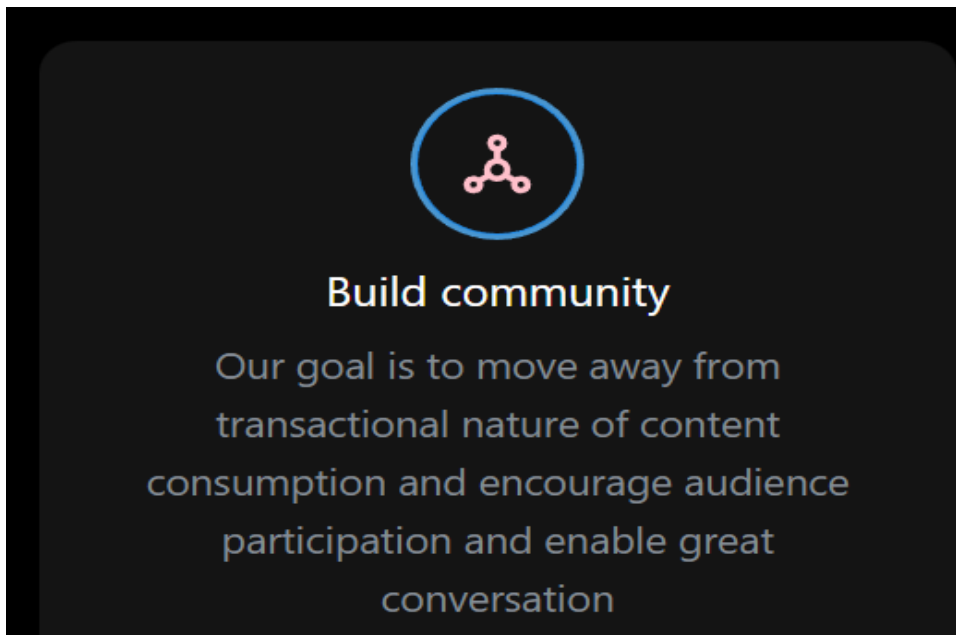 Build community
Our goal is to move away from
transactional nature of content
consumption and encourage audience
participation and enable great
conversation